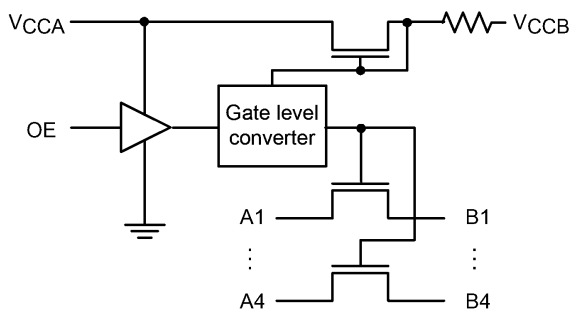 VCCA
VCCB
OE
Gate level
converter
A1
B1
⋮
⋮
A4
B4